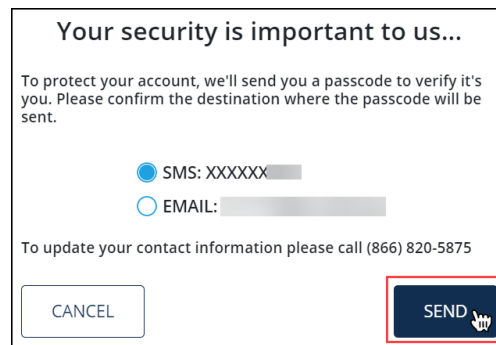 Your security is important to us...
To protect your account, we'll send you a passcode to verify it's
you. Please confirm the destination where the passcode will be
sent.
SMS: XXXXXX
EMAIL:
To update your contact information please call (866) 820-5875
CANCEL
SEND